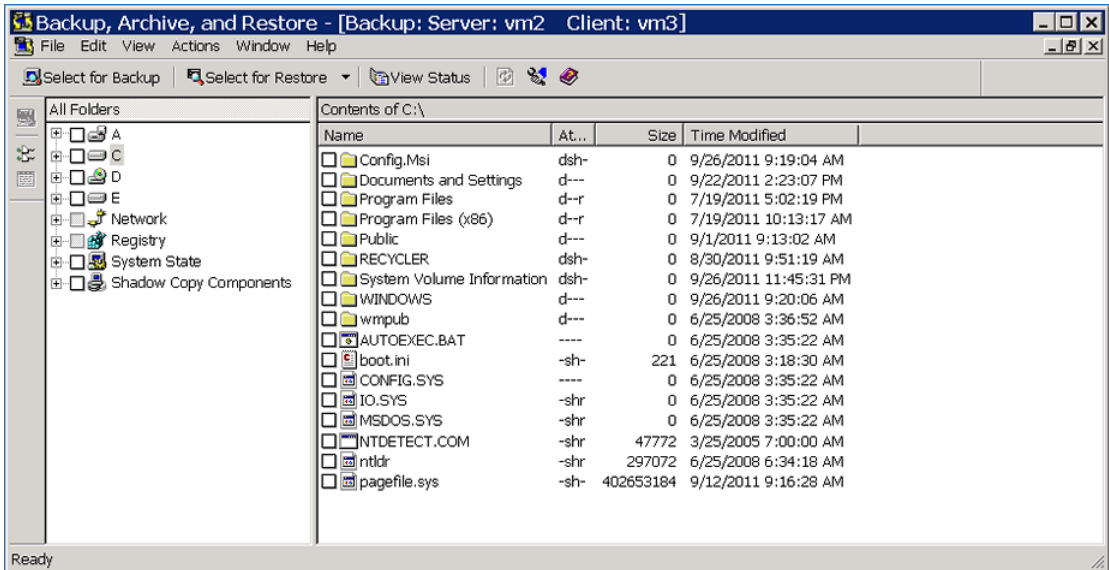 Backup, Archive, and Restore - [Backup: Server: vm2 Client: vm3]
File Edit View Actions Window Help
Select for Backup Select for Restore View Status
All Folders
A
C
D
E
Network
Registry
System State
Shadow Copy Components
Contents of C:\
Name At... Size Time Modified
Config.Msi dsh- 0 9/26/2011 9:19:04 AM
Documents and Settings d--- 0 9/22/2011 2:23:07 PM
Program Files d--r 0 7/19/2011 5:02:19 PM
Program Files (x86) d--r 0 7/19/2011 10:13:17 AM
Public d--- 0 9/1/2011 9:13:02 AM
RECYCLER dsh- 0 8/30/2011 9:51:19 AM
System Volume Information dsh- 0 9/26/2011 11:45:31 PM
WINDOWS d--- 0 9/26/2011 9:20:06 AM
wmpub d--- 0 6/25/2008 3:36:52 AM
AUTOEXEC.BAT ---- 0 6/25/2008 3:35:22 AM
boot.ini -sh- 221 6/25/2008 3:18:30 AM
CONFIG.SYS ---- 0 6/25/2008 3:35:22 AM
IO.SYS -shr 0 6/25/2008 3:35:22 AM
MSDOS.SYS -shr 0 6/25/2008 3:35:22 AM
NTDETECT.COM -shr 47772 3/25/2005 7:00:00 AM
ntldr -shr 297072 6/25/2008 6:34:18 AM
pagefile.sys -sh- 402653184 9/12/2011 9:16:28 AM
Ready